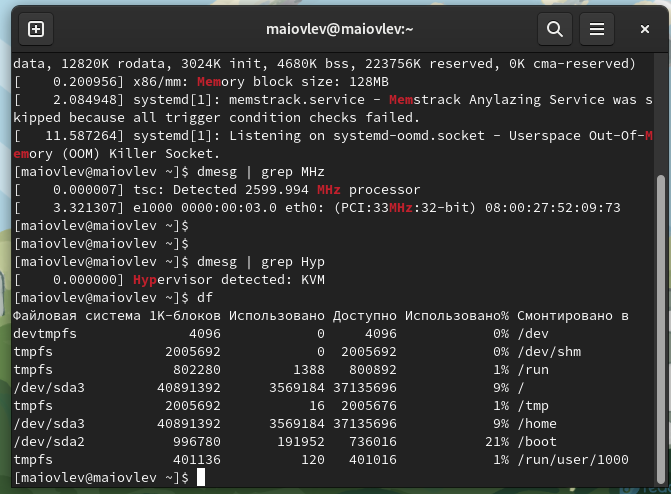 maiovlev@maiovlev:~
data, 12820K rodata, 3024K init, 4680K bss, 223756K reserved, 0K cma-reserved)
[    0.200956] x86/mm: Memory block size: 128MB
[    2.084948] systemd[1]: memstrack.service - Memstrack Anylazing Service was s
kipped because all trigger condition checks failed.
[   11.587264] systemd[1]: Listening on systemd-oomd.socket - Userspace Out-Of-M
emory (OOM) Killer Socket.
[maiovlev@maiovlev ~]$ dmesg | grep MHz
[    0.000007] tsc: Detected 2599.994 MHz processor
[    3.321307] e1000 0000:00:03.0 eth0: (PCI:33MHz:32-bit) 08:00:27:52:09:73
[maiovlev@maiovlev ~]$
[maiovlev@maiovlev ~]$
[maiovlev@maiovlev ~]$ dmesg | grep Hyp
[    0.000000] Hypervisor detected: KVM
[maiovlev@maiovlev ~]$ df
Файловая система 1K-блоков Использовано Доступно Использовано% Смонтировано в
devtmpfs              4096            0     4096            0% /dev
tmpfs              2005692            0  2005692            0% /dev/shm
tmpfs               802280         1388   800892            1% /run
/dev/sda3         40891392      3569184 37135696            9% /
tmpfs              2005692           16  2005676            1% /tmp
/dev/sda3         40891392      3569184 37135696            9% /home
/dev/sda2           996780       191952   736016           21% /boot
tmpfs               401136          120   401016            1% /run/user/1000
[maiovlev@maiovlev ~]$